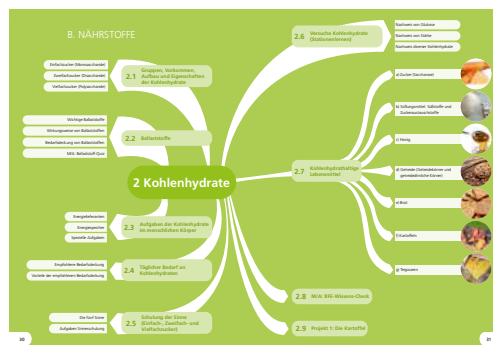 B. NÄHRSTOFFE
Einfachzucker (Monosaccharide)
Zweifachzucker (Disaccharide)
Vielfachzucker (Polysaccharide)
2.1 Gruppen, Vorkommen,
Aufbau und Eigenschaften
der Kohlenhydrate
Wichtige Ballaststoffe
Wirkungsweise von Ballaststoffen
Bedarfsdeckung von Ballaststoffen
M/A: Ballaststoff-Quiz
2.2 Ballaststoffe
2 Kohlenhydrate
Energielieferanten
Energiespeicher
Spezielle Aufgaben
2.3 Aufgaben der Kohlenhydrate
im menschlichen Körper
Empfohlene Bedarfsdeckung
Vorteile der empfohlenen Bedarfsdeckung
2.4 Täglicher Bedarf an
Kohlenhydraten
Die fünf Sinne
Aufgaben Sinnesschulung
2.5 Schulung der Sinne
(Einfach-, Zweifach- und
Vielfachzucker)
30
2.6 Versuche Kohlenhydrate
(Stationenlernen)
Nachweis von Glukose
Nachweis von Stärke
Nachweis diverser Kohlenhydrate
2.7 Kohlenhydrathaltige
Lebensmittel
a) Zucker (Saccharose)
b) Süßungsmittel: Süßstoffe und
Zuckeraustauschstoffe
c) Honig
d) Getreide (Getreidekörner und
getreideähnliche Körner)
e) Brot
f) Kartoffeln
g) Teigwaren
2.8 M/A: BFE-Wissens-Check
2.9 Projekt 1: Die Kartoffel
31